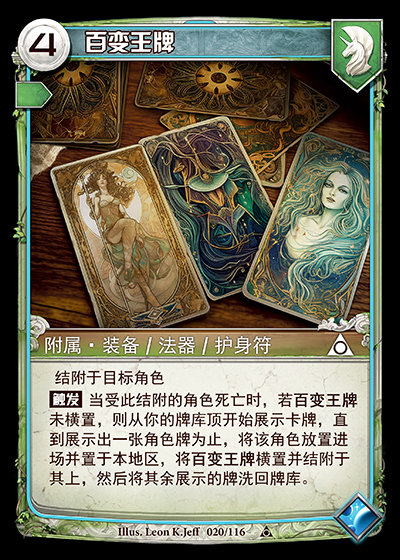 4
百变王牌
附属・装备 / 法器 / 护身符
结附于目标角色
触发 当受此结附的角色死亡时，若百变王牌
未横置，则从你的牌库顶开始展示卡牌，直
到展示出一张角色牌为止，将该角色放置进
场并置于本地区，将百变王牌横置并结附于
其上，然后将其余展示的牌洗回牌库。
Illus. Leon K.Jeff 020/116